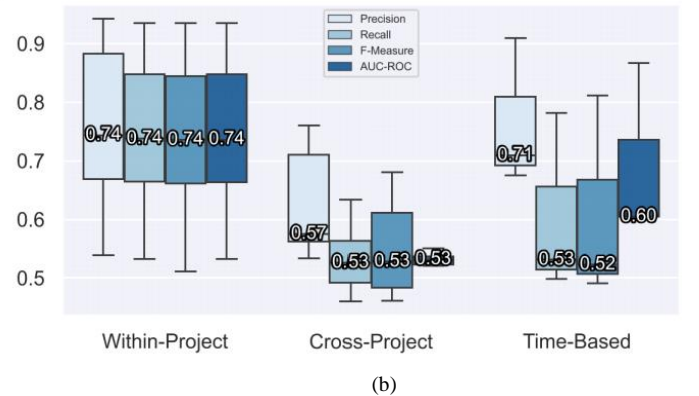 Precision
Recall
F-Measure
AUC-ROC
0.9
0.8
0.7
0.6
0.5
0.74 0.74 0.74 0.74
0.57 0.53 0.53 0.53
0.71 0.53 0.52 0.60
Within-Project Cross-Project Time-Based
(b)